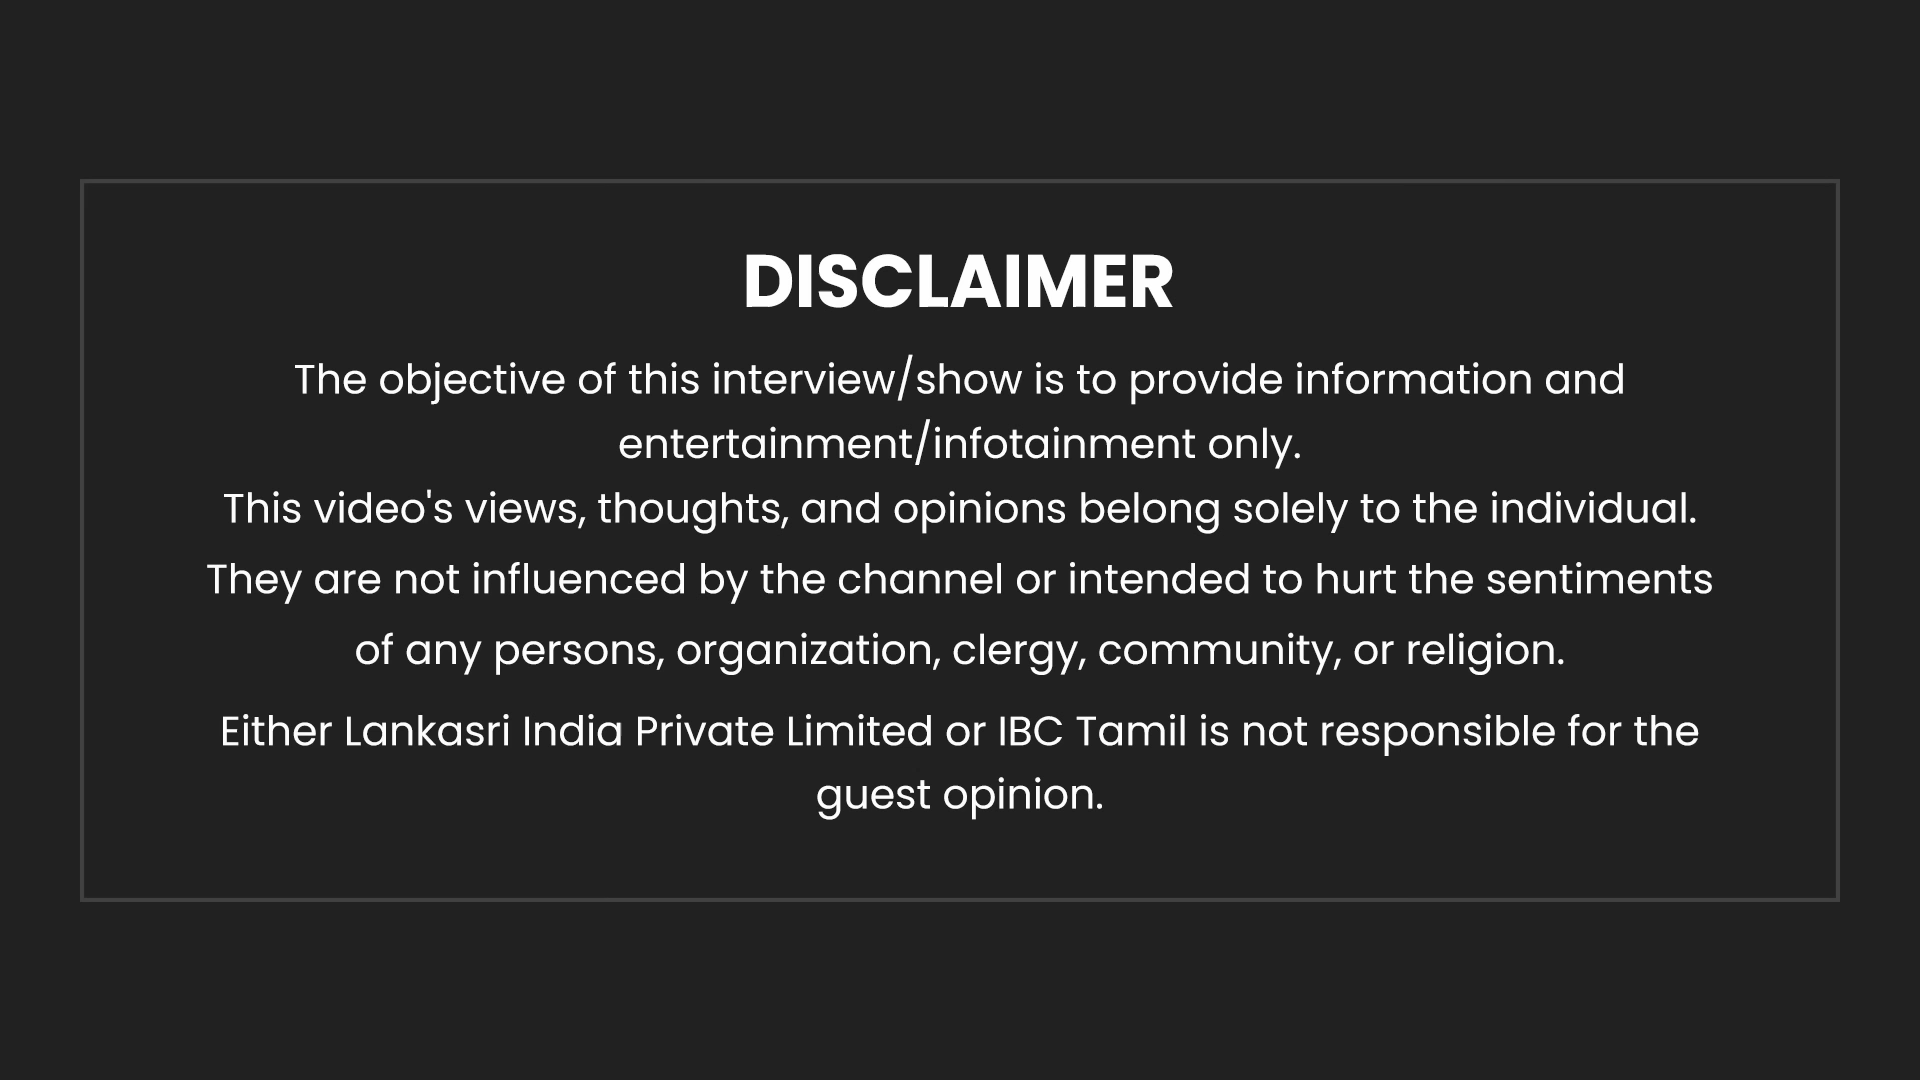 DISCLAIMER
The objective of this interview/show is to provide information and
entertainment/infotainment only.
This video's views, thoughts, and opinions belong solely to the individual.
They are not influenced by the channel or intended to hurt the sentiments
of any persons, organization, clergy, community, or religion.
Either Lankasri India Private Limited or IBC Tamil is not responsible for the
guest opinion.